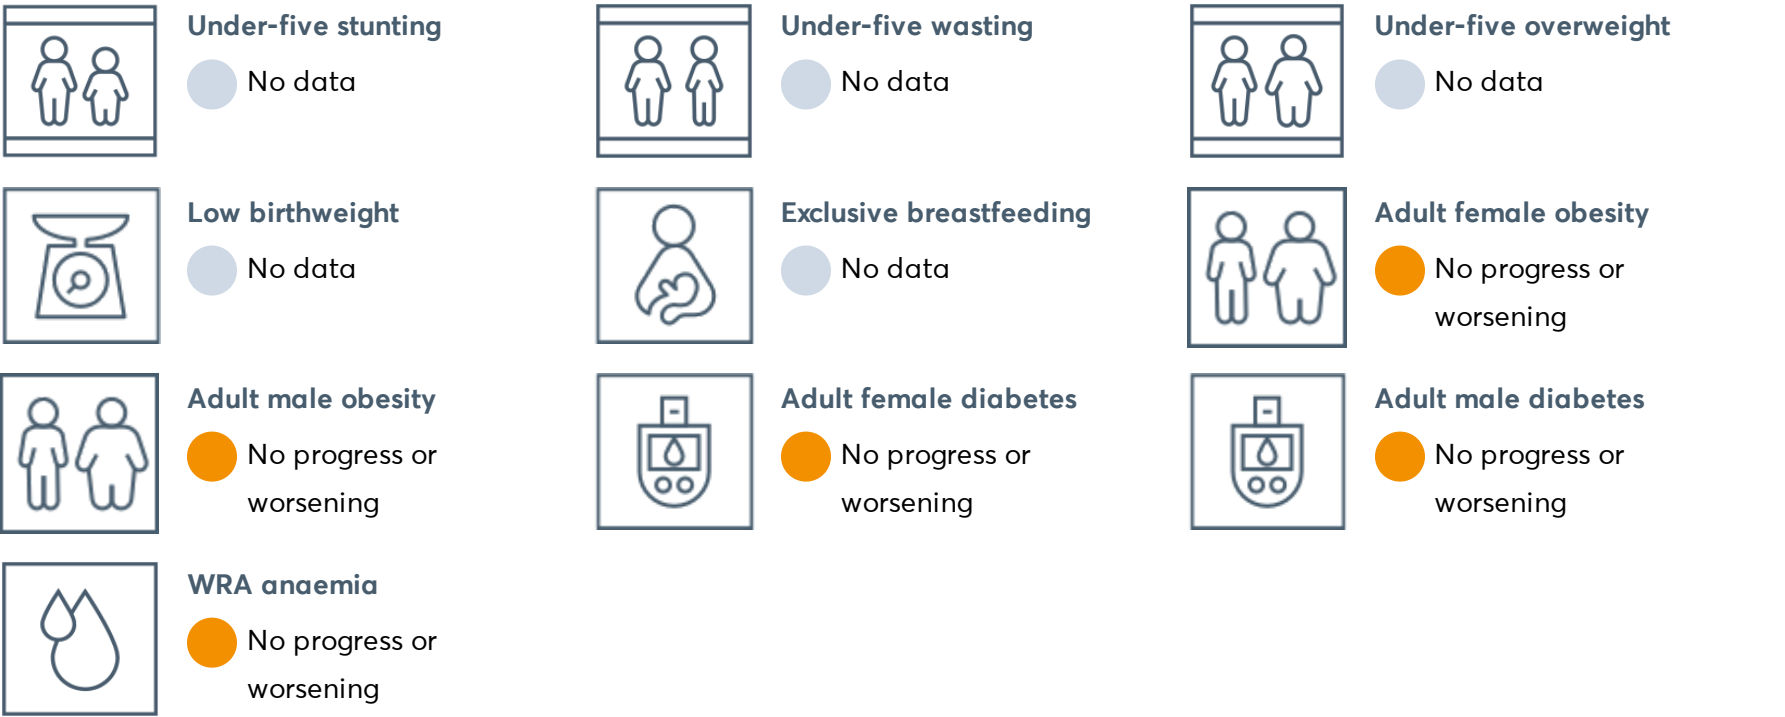 Under-five stunting
No data
Under-five wasting
No data
Under-five overweight
No data
Low birthweight
No data
Exclusive breastfeeding
No data
Adult female obesity
No progress or
worsening
Adult male obesity
No progress or
worsening
Adult female diabetes
No progress or
worsening
Adult male diabetes
No progress or
worsening
WRA anaemia
No progress or
worsening